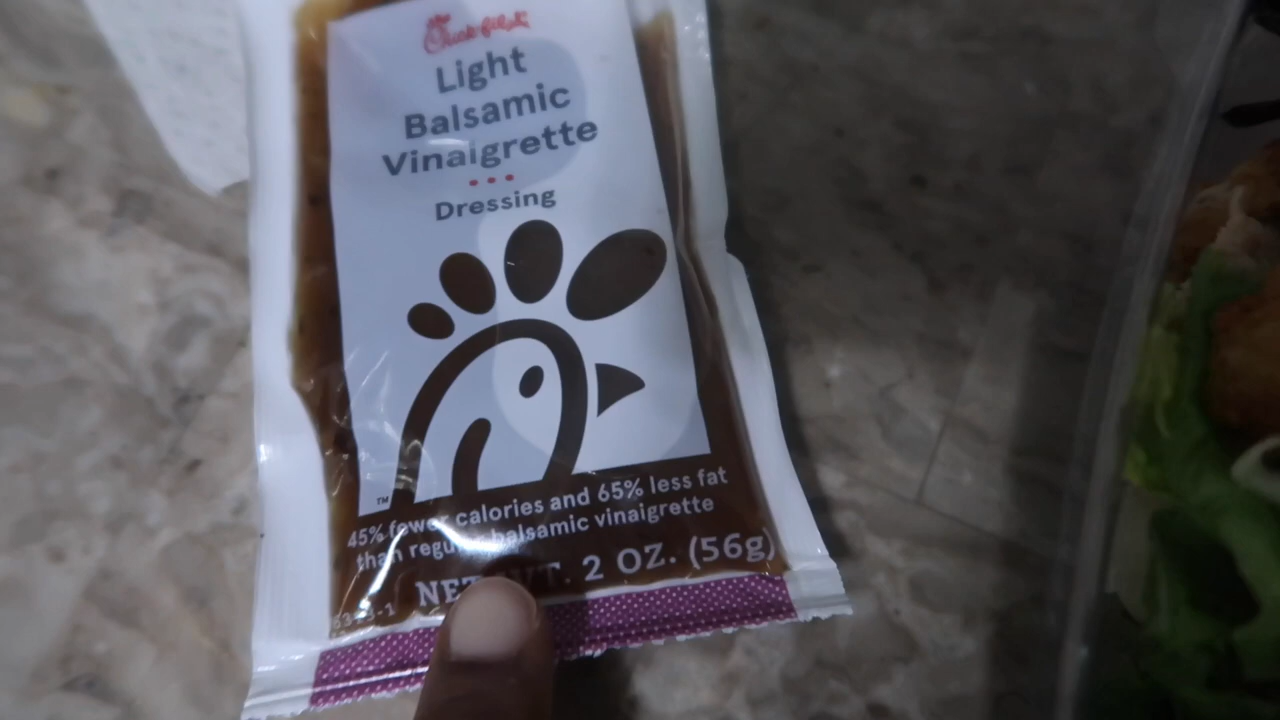 Chick-fil-A
Light
Balsamic
Vinaigrette
Dressing
TM
45% fewer calories and 65% less fat
than regular balsamic vinaigrette
NET WT. 2 OZ. (56g)